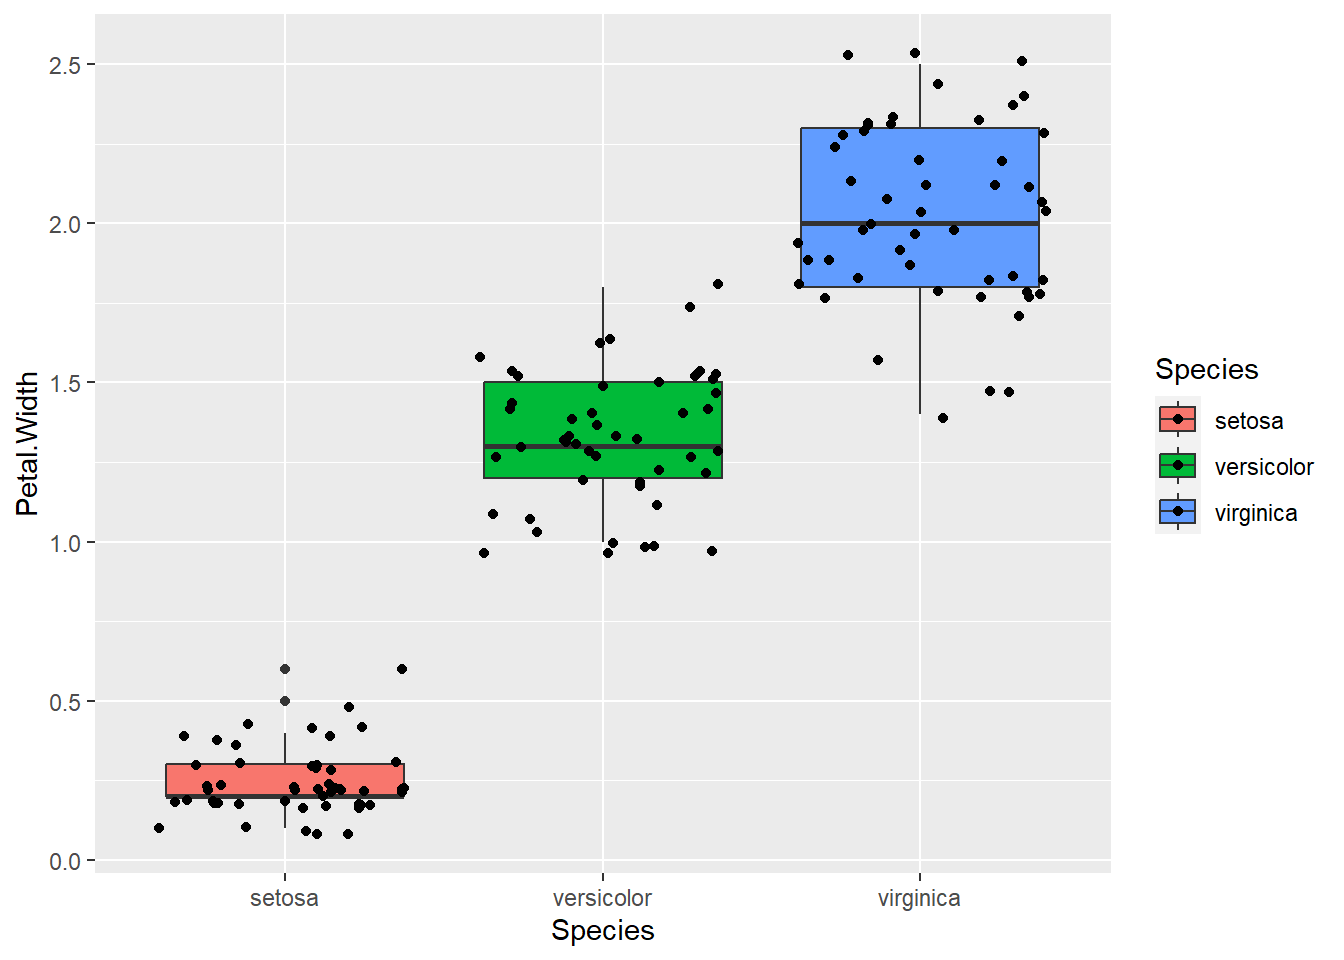 2.5
2.0
1.5
1.0
0.5
0.0
Petal.Width
setosa versicolor virginica
Species
Species
setosa
versicolor
virginica